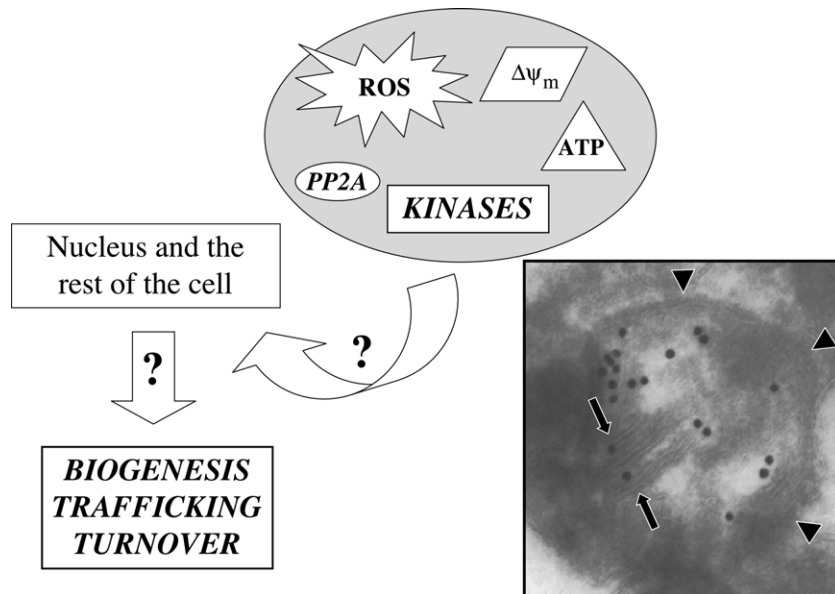 ROS
Δψm
ATP
PP2A
KINASES
Nucleus and the
rest of the cell
?
?
BIOGENESIS
TRAFFICKING
TURNOVER